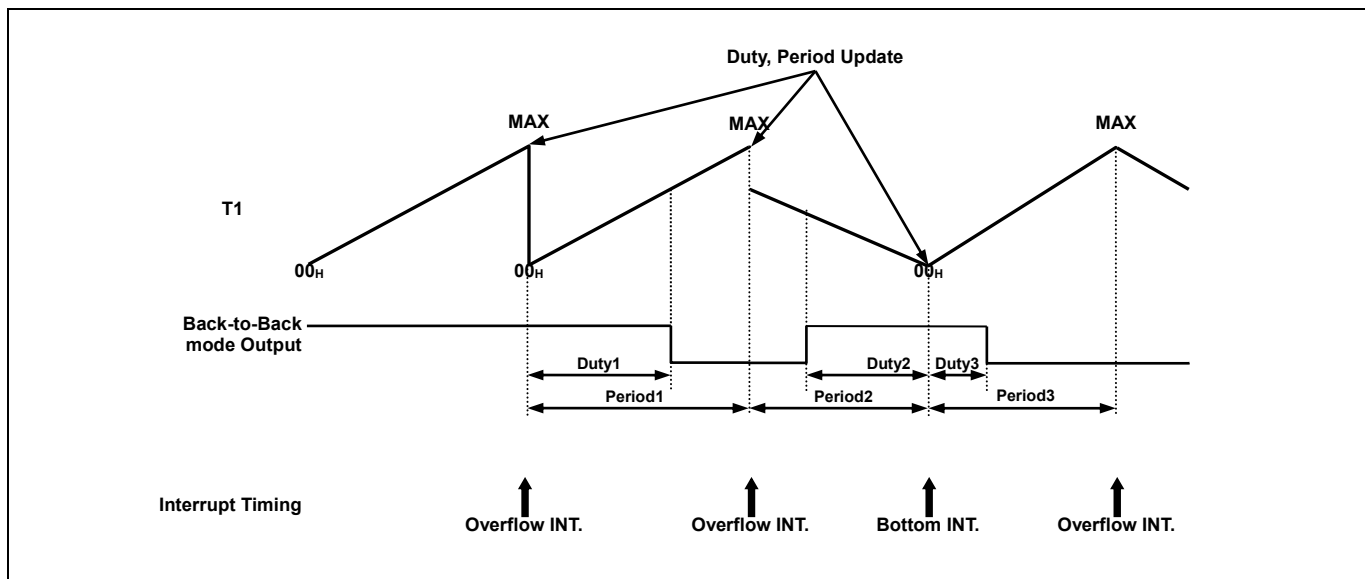 Duty, Period Update
MAX
MAX
MAX
T1
00H
00H
00H
Back-to-Back
mode Output
Duty1
Duty2
Duty3
Period1
Period2
Period3
Interrupt Timing
Overflow INT.
Overflow INT.
Bottom INT.
Overflow INT.